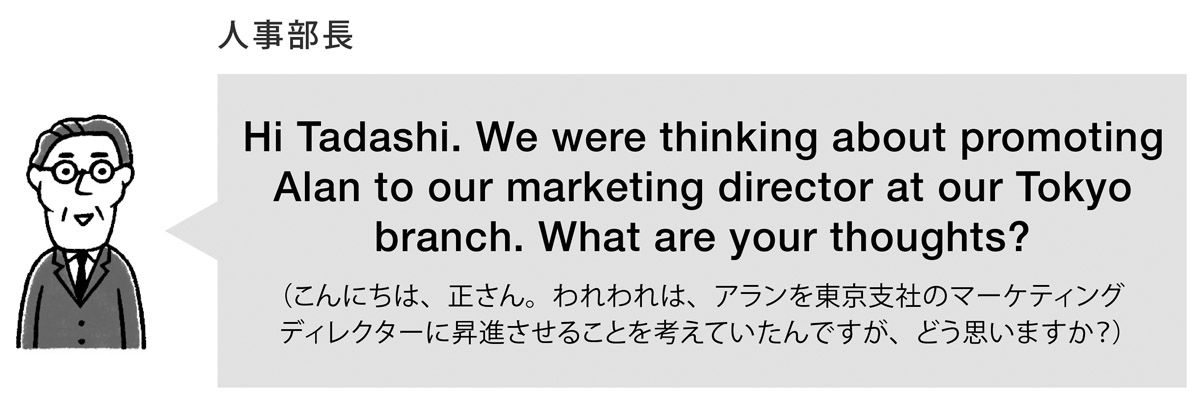 人事部長
Hi Tadashi. We were thinking about promoting
Alan to our marketing director at our Tokyo
branch. What are your thoughts?
（こんにちは、正さん。われわれは、アランを東京支社のマーケティング
ディレクターに昇進させることを考えていたんですが、どう思いますか？）